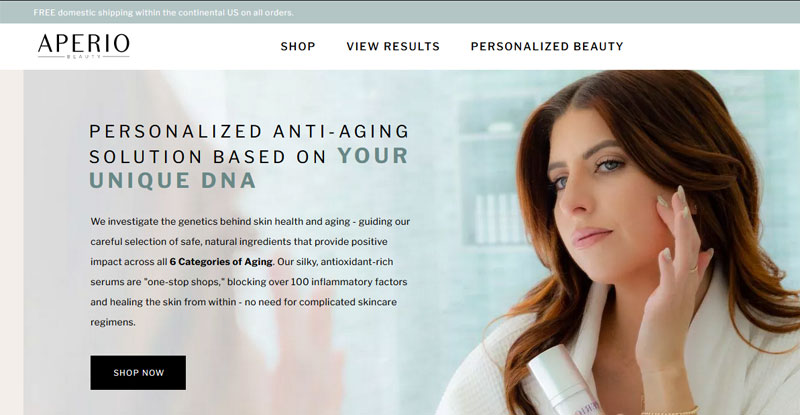 FREE domestic shipping within the continental US on all orders.
APERIO
BEAUTY
SHOP VIEW RESULTS PERSONALIZED BEAUTY
PERSONALIZED ANTI-AGING
SOLUTION BASED ON YOUR
UNIQUE DNA
We investigate the genetics behind skin health and aging - guiding our
careful selection of safe, natural ingredients that provide positive
impact across all 6 Categories of Aging. Our silky, antioxidant-rich
serums are "one-stop shops," blocking over 100 inflammatory factors
and healing the skin from within - no need for complicated skincare
regimens.
SHOP NOW